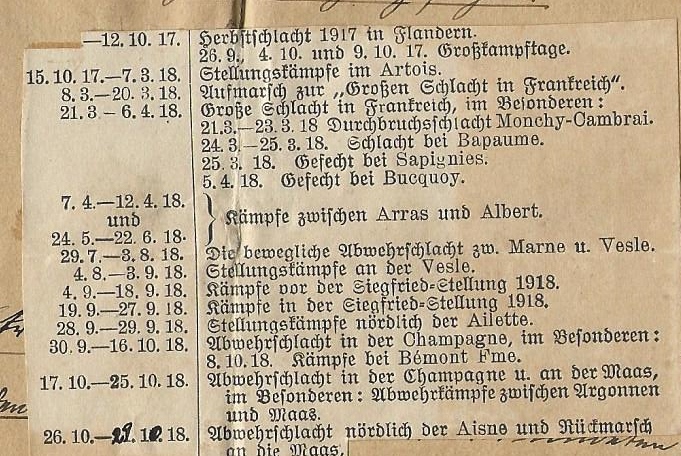 —12. 10. 17. Herbstschlacht 1917 in Flandern.
26. 9., 4. 10. und 9. 10. 17. Großkampftage.
15. 10. 17.—7. 3. 18. Stellungskämpfe im Artois.
8. 3.—20. 3. 18. Aufmarsch zur „Großen Schlacht in Frankreich“.
21. 3 - 6. 4. 18. Große Schlacht in Frankreich, im Besonderen:
21. 3.—23. 3. 18 Durchbruchsschlacht Monchy-Cambrai.
24. 3.—25. 3. 18. Schlacht bei Bapaume.
25. 3. 18. Gefecht bei Sapignies.
5. 4. 18. Gefecht bei Bucquoy.
7. 4.—12. 4. 18.
und } Kämpfe zwischen Arras und Albert.
24. 5.—22. 6. 18.
29. 7.—3. 8. 18. Die bewegliche Abwehrschlacht zw. Marne u. Vesle.
4. 8.—3. 9. 18. Stellungskämpfe an der Vesle.
4. 9.—18. 9. 18. Kämpfe vor der Siegfried-Stellung 1918.
19. 9.—27. 9. 18. Kämpfe in der Siegfried-Stellung 1918.
28. 9.—29. 9. 18. Stellungskämpfe nördlich der Ailette.
30. 9.—16. 10. 18. Abwehrschlacht in der Champagne, im Besonderen:
8. 10. 18. Kämpfe bei Bémont Fme.
17. 10.—25. 10. 18. Abwehrschlacht in der Champagne u. an der Maas,
im Besonderen: Abwehrkämpfe zwischen Argonnen
und Maas.
26. 10.— 18. Abwehrschlacht nördlich der Aisne und Rückmarsch
an die Maas.